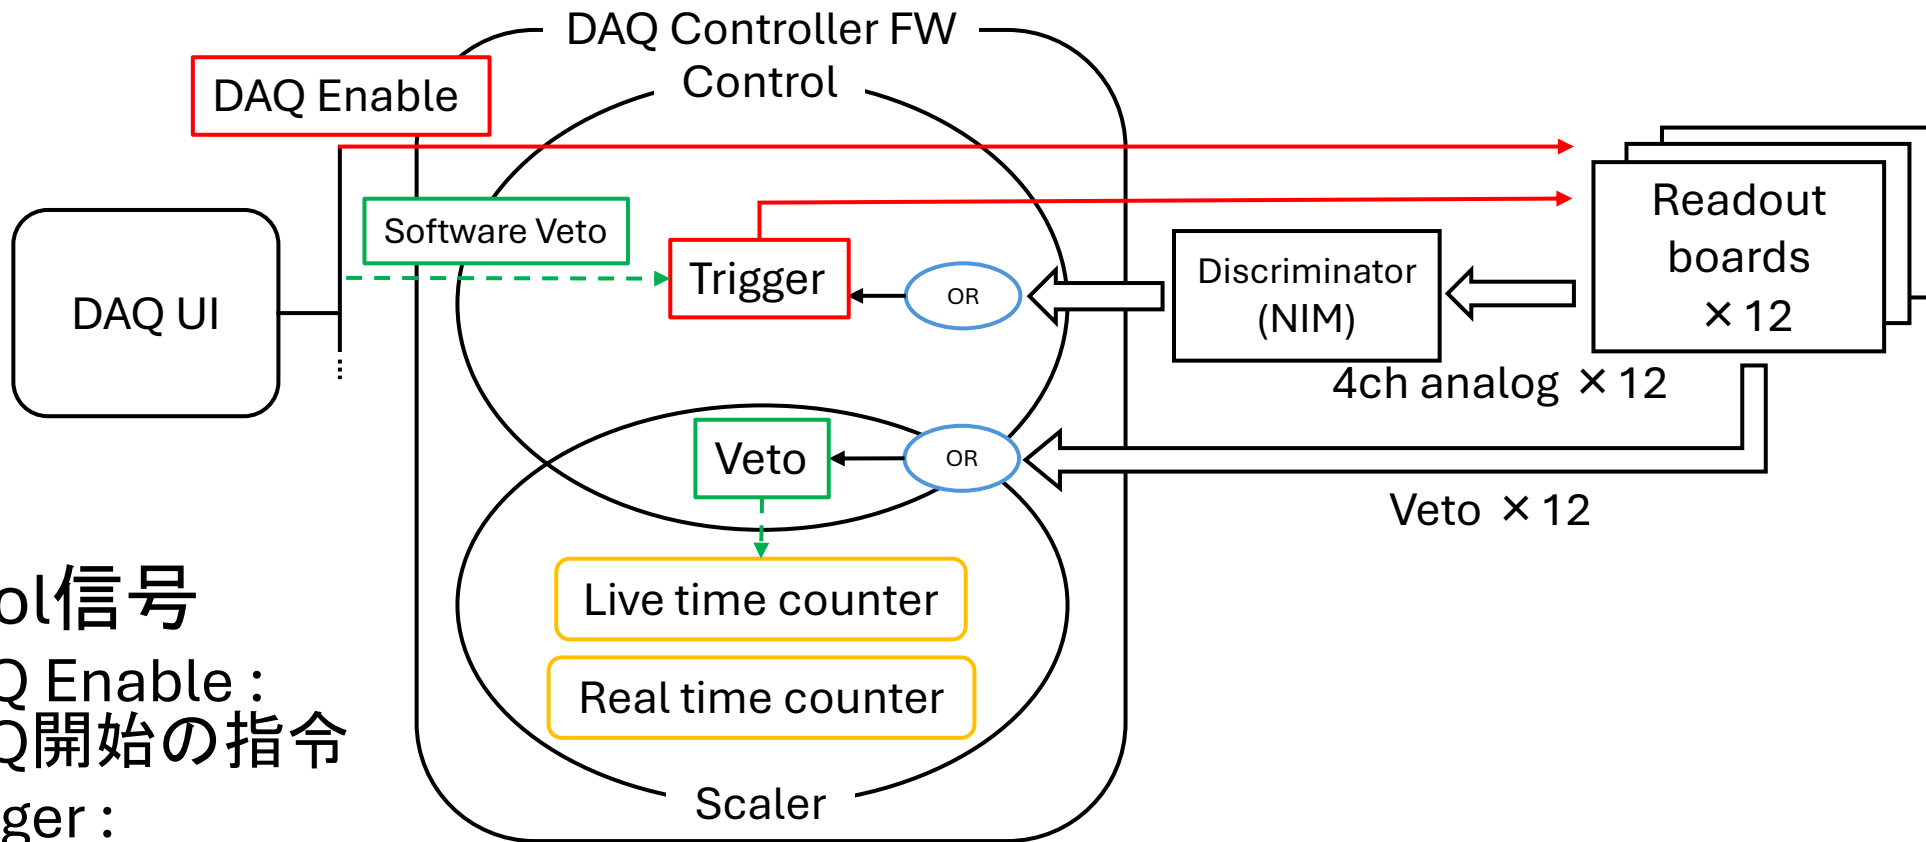 DAQ Controller FW
Control
DAQ Enable
Software Veto
DAQ UI
Trigger
OR
Discriminator
(NIM)
Readout
boards
× 12
4ch analog × 12
Veto
OR
Veto × 12
Live time counter
Real time counter
Scaler
ol信号
Q Enable :
Q開始の指令
ger :